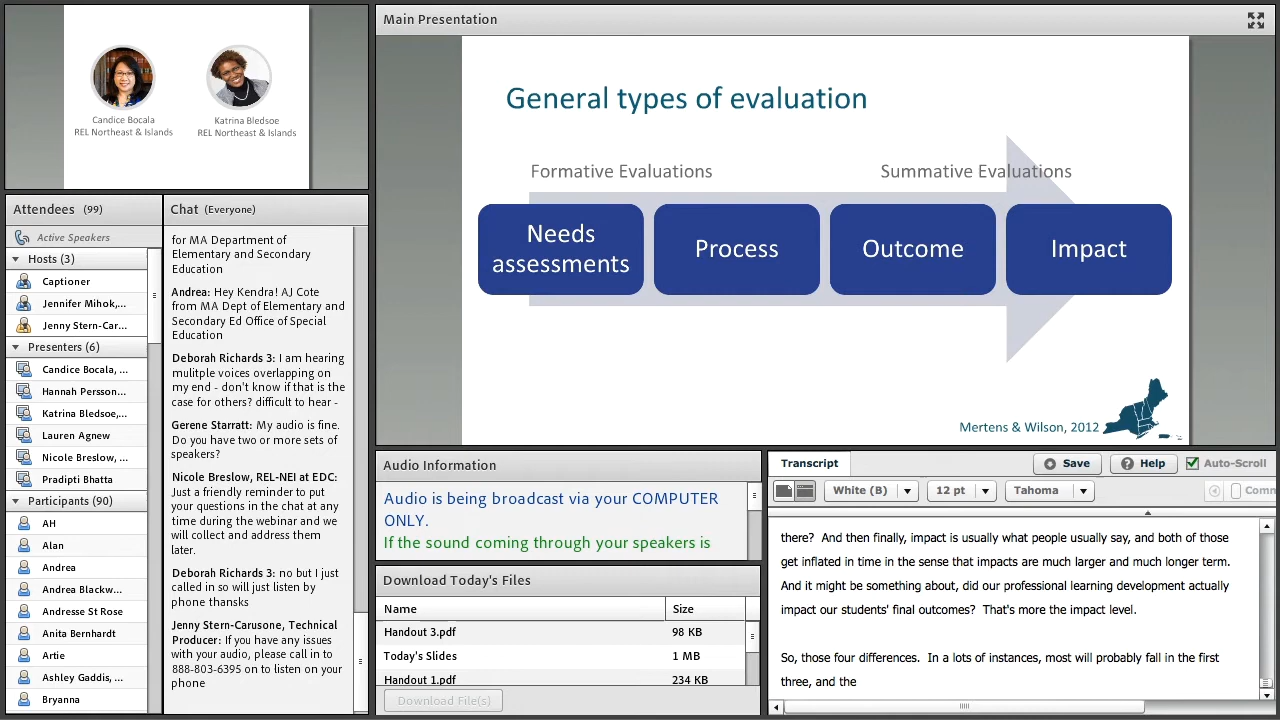 Candice Bocala
REL Northeast & Islands
Katrina Bledsoe
REL Northeast & Islands
Attendees (99)
Active Speakers
Hosts (3)
Captioner
Jennifer Mihok,...
Jenny Stern-Car...
Presenters (6)
Candice Bocala, ...
Hannah Persson...
Katrina Bledsoe,...
Lauren Agnew
Nicole Breslow, ...
Pradipti Bhatta
Participants (90)
AH
Alan
Andrea
Andrea Blackw...
Andresse St Rose
Anita Bernhardt
Artie
Ashley Gaddis, ...
Bryanna
Chat (Everyone)
for MA Department of
Elementary and Secondary
Education
Andrea: Hey Kendra! AJ Cote
from MA Dept of Elementary and
Secondary Ed Office of Special
Education
Deborah Richards 3: I am hearing
mulitple voices overlapping on
my end - don't know if that is the
case for others? difficult to hear -
Gerene Starratt: My audio is fine.
Do you have two or more sets of
speakers?
Nicole Breslow, REL-NEI at EDC:
Just a friendly reminder to put
your questions in the chat at any
time during the webinar and we
will collect and address them
later.
Deborah Richards 3: no but I just
called in so will just listen by
phone thansks
Jenny Stern-Carusone, Technical
Producer: If you have any issues
with your audio, please call in to
888-803-6395 on to listen on your
phone
Main Presentation
General types of evaluation
Formative Evaluations
Summative Evaluations
Needs
assessments
Process
Outcome
Impact
Mertens & Wilson, 2012
Audio Information
Audio is being broadcast via your COMPUTER
ONLY.
If the sound coming through your speakers is
Download Today's Files
Name Size
Handout 3.pdf 98 KB
Today's Slides 1 MB
Handout 1.pdf 234 KB
Download File(s)
Transcript
Save
Help
Auto-Scroll
White (B)
12 pt
Tahoma
there? And then finally, impact is usually what people usually say, and both of those
get inflated in time in the sense that impacts are much larger and much longer term.
And it might be something about, did our professional learning development actually
impact our students' final outcomes? That's more the impact level.
So, those four differences. In a lots of instances, most will probably fall in the first
three, and the